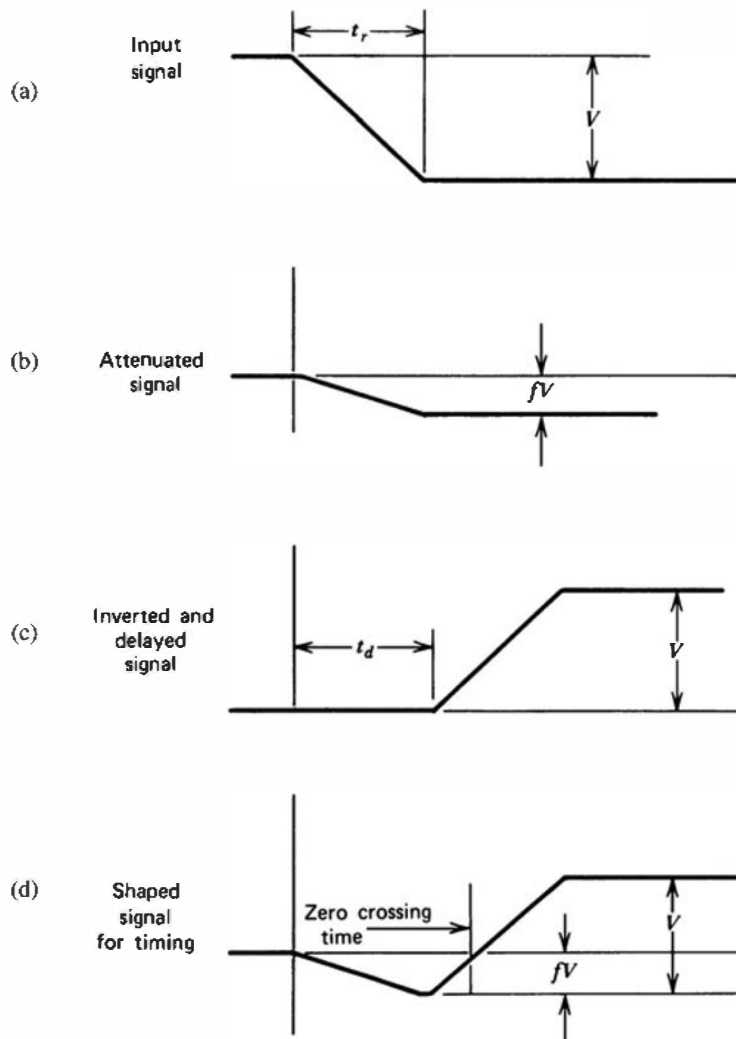 t_r
Input
signal
(a)
V
(b)
Attenuated
signal
fV
(c)
Inverted and
delayed
signal
t_d
V
(d)
Shaped
signal
for timing
Zero crossing
time
V
fV